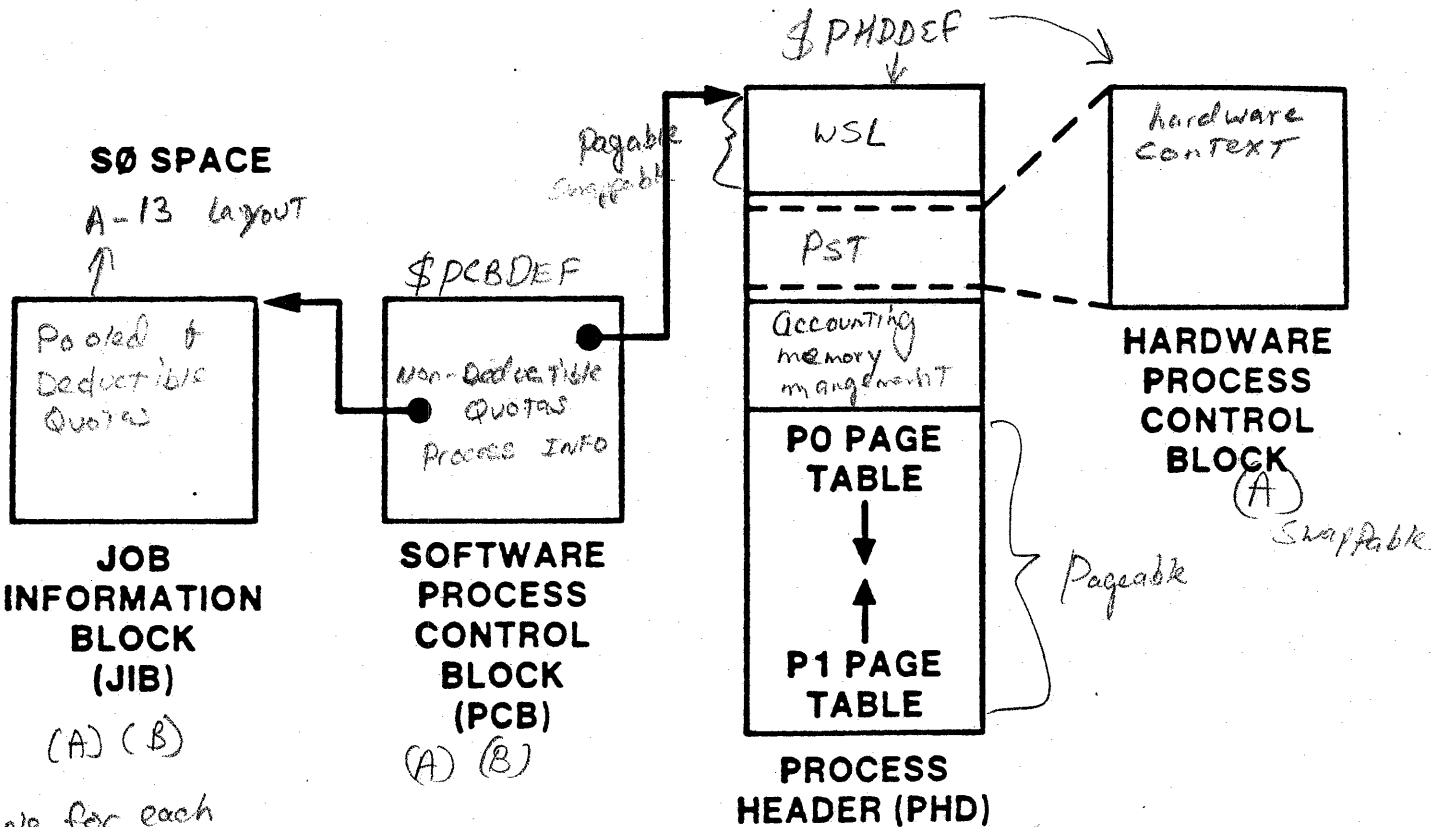 $PHDDEF
WSL
Pagable
swappable
hardware
context
SØ SPACE
A-13 Layout
$PCBDEF
PST
Pooled &
Deductible
Quotas
Non-Deductible
Quotas
Process INFO
accounting
memory
mangement
HARDWARE
PROCESS
CONTROL
BLOCK
(A)
Swappable
P0 PAGE
TABLE
Pageable
P1 PAGE
TABLE
JOB
INFORMATION
BLOCK
(JIB)
(A) (B)
SOFTWARE
PROCESS
CONTROL
BLOCK
(PCB)
(A) (B)
PROCESS
HEADER (PHD)
for each